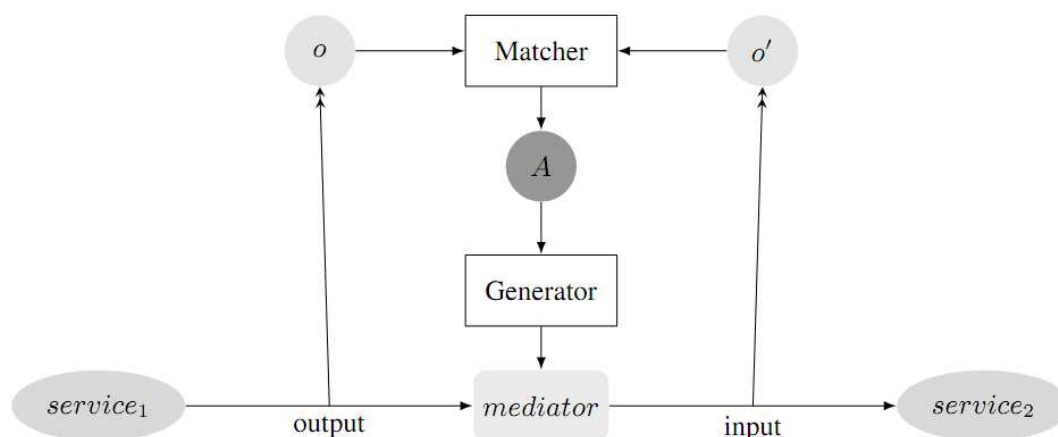 o
Matcher
o′
A
Generator
service₁
output
mediator
input
service₂